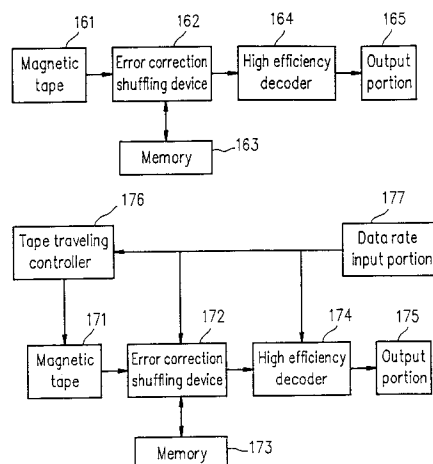 161
162
164
165
Magnetic
tape
Error correction
shuffling device
High efficiency
decoder
Output
portion
Memory
163
176
177
Tape traveling
controller
Data rate
input portion
171
172
174
175
Magnetic
tape
Error correction
shuffling device
High efficiency
decoder
Output
portion
Memory
173